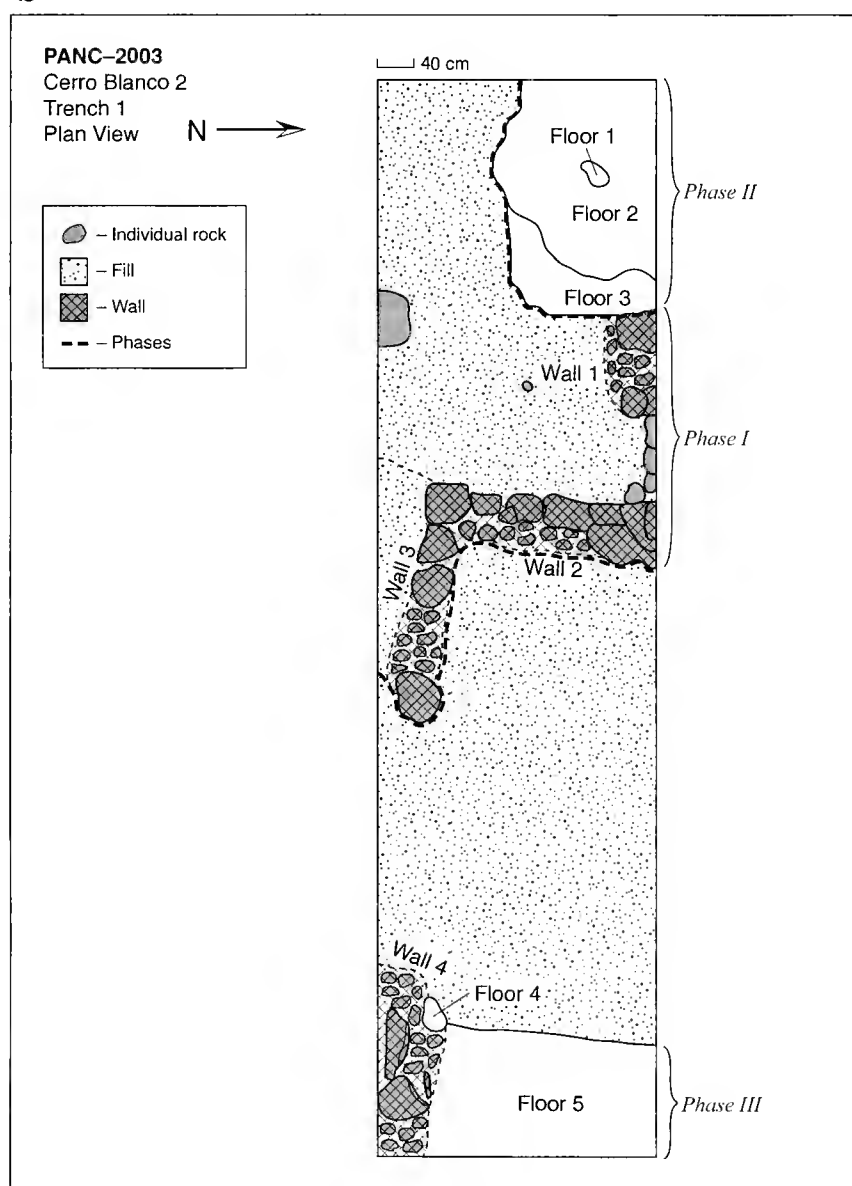 PANC–2003
Cerro Blanco 2
Trench 1
Plan View N
40 cm
– Individual rock
– Fill
– Wall
– Phases
Floor 1
Floor 2
Phase II
Floor 3
Wall 1
Phase I
Wall 2
Wall 3
Wall 4
Floor 4
Floor 5
Phase III